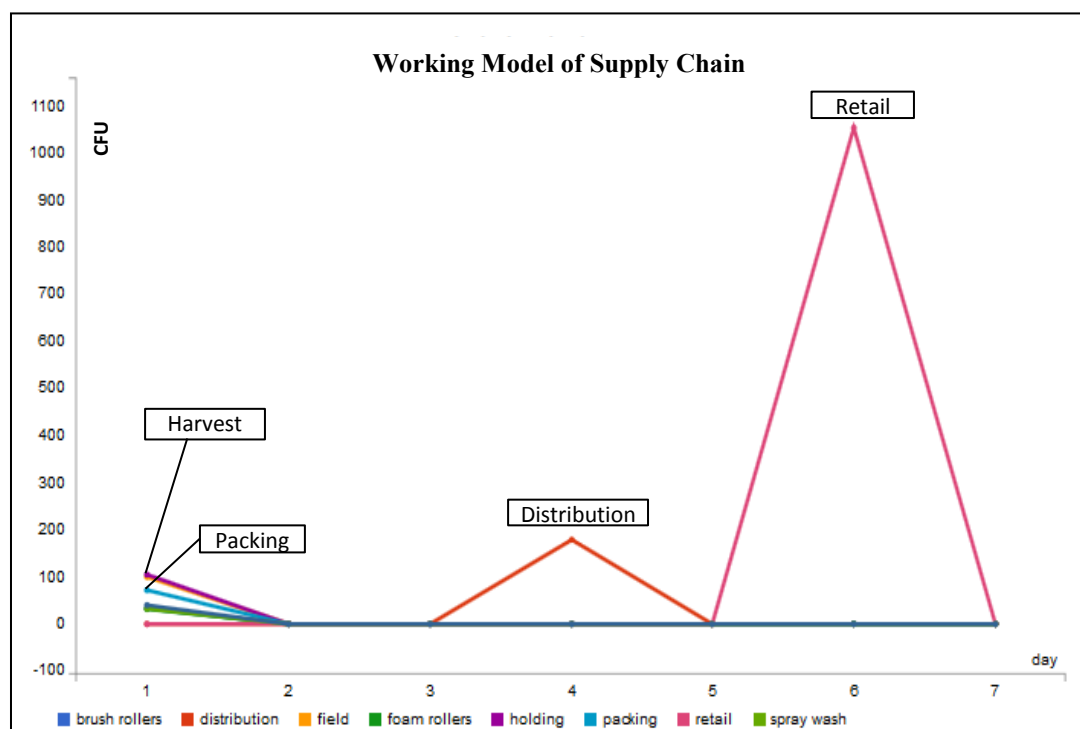 Working Model of Supply Chain
CFU
1100
1000
900
800
700
600
500
400
300
200
100
0
-100
Retail
Harvest
Packing
Distribution
day
1 2 3 4 5 6 7
brush rollers distribution field foam rollers holding packing retail spray wash